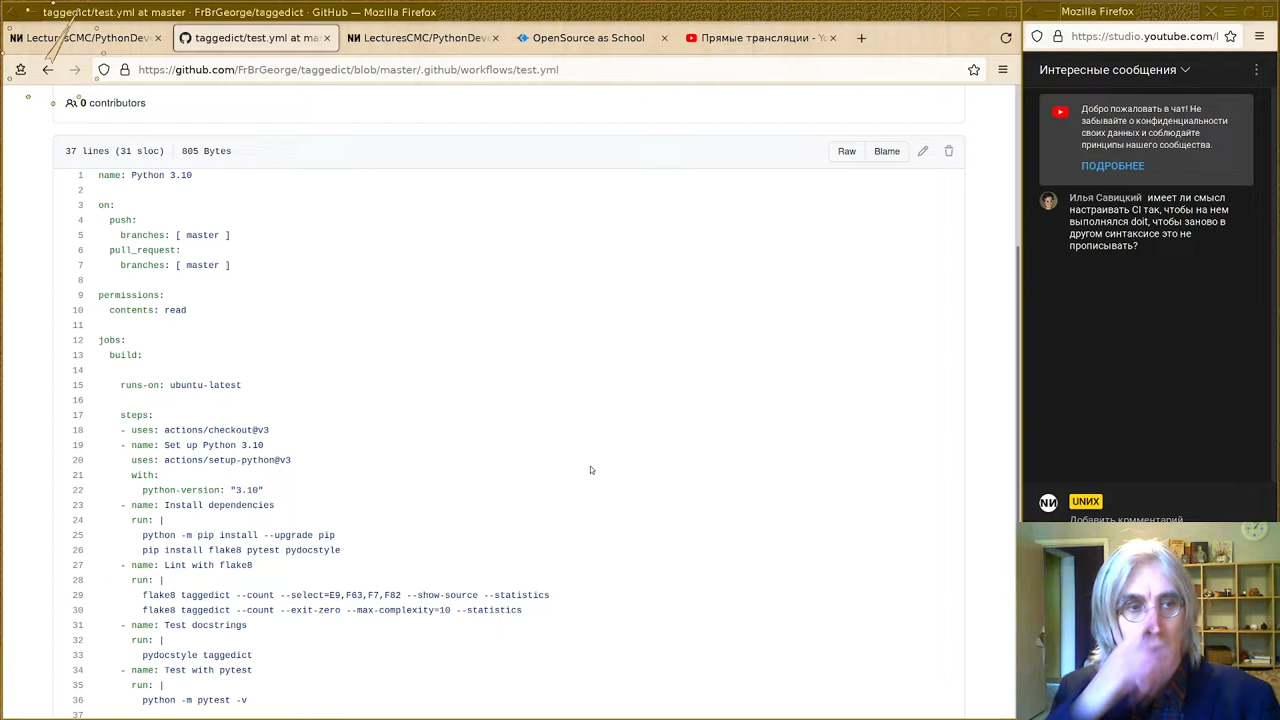 taggedict/test.yml at master · FrBrGeorge/taggedict · GitHub — Mozilla Firefox
Mozilla Firefox
LecturesCMC/PythonDeve
taggedict/test.yml at mas
LecturesCMC/PythonDeve
OpenSource as School
Прямые трансляции - Yo
https://github.com/FrBrGeorge/taggedict/blob/master/.github/workflows/test.yml
https://studio.youtube.com/l
0 contributors
37 lines (31 sloc)
805 Bytes
Raw
Blame
1 name: Python 3.10
2
3 on:
4 push:
5 branches: [ master ]
6 pull_request:
7 branches: [ master ]
8
9 permissions:
10 contents: read
11
12 jobs:
13 build:
14
15 runs-on: ubuntu-latest
16
17 steps:
18 - uses: actions/checkout@v3
19 - name: Set up Python 3.10
20 uses: actions/setup-python@v3
21 with:
22 python-version: "3.10"
23 - name: Install dependencies
24 run: |
25 python -m pip install --upgrade pip
26 pip install flake8 pytest pydocstyle
27 - name: Lint with flake8
28 run: |
29 flake8 taggedict --count --select=E9,F63,F7,F82 --show-source --statistics
30 flake8 taggedict --count --exit-zero --max-complexity=10 --statistics
31 - name: Test docstrings
32 run: |
33 pydocstyle taggedict
34 - name: Test with pytest
35 run: |
36 python -m pytest -v
37
Интересные сообщения
Добро пожаловать в чат! Не
забывайте о конфиденциальности
своих данных и соблюдайте
принципы нашего сообщества.
ПОДРОБНЕЕ
Илья Савицкий имеет ли смысл
настраивать CI так, чтобы на нем
выполнялся doit, чтобы заново в
другом синтаксисе это не
прописывать?
UNИX
Добавить комментарий